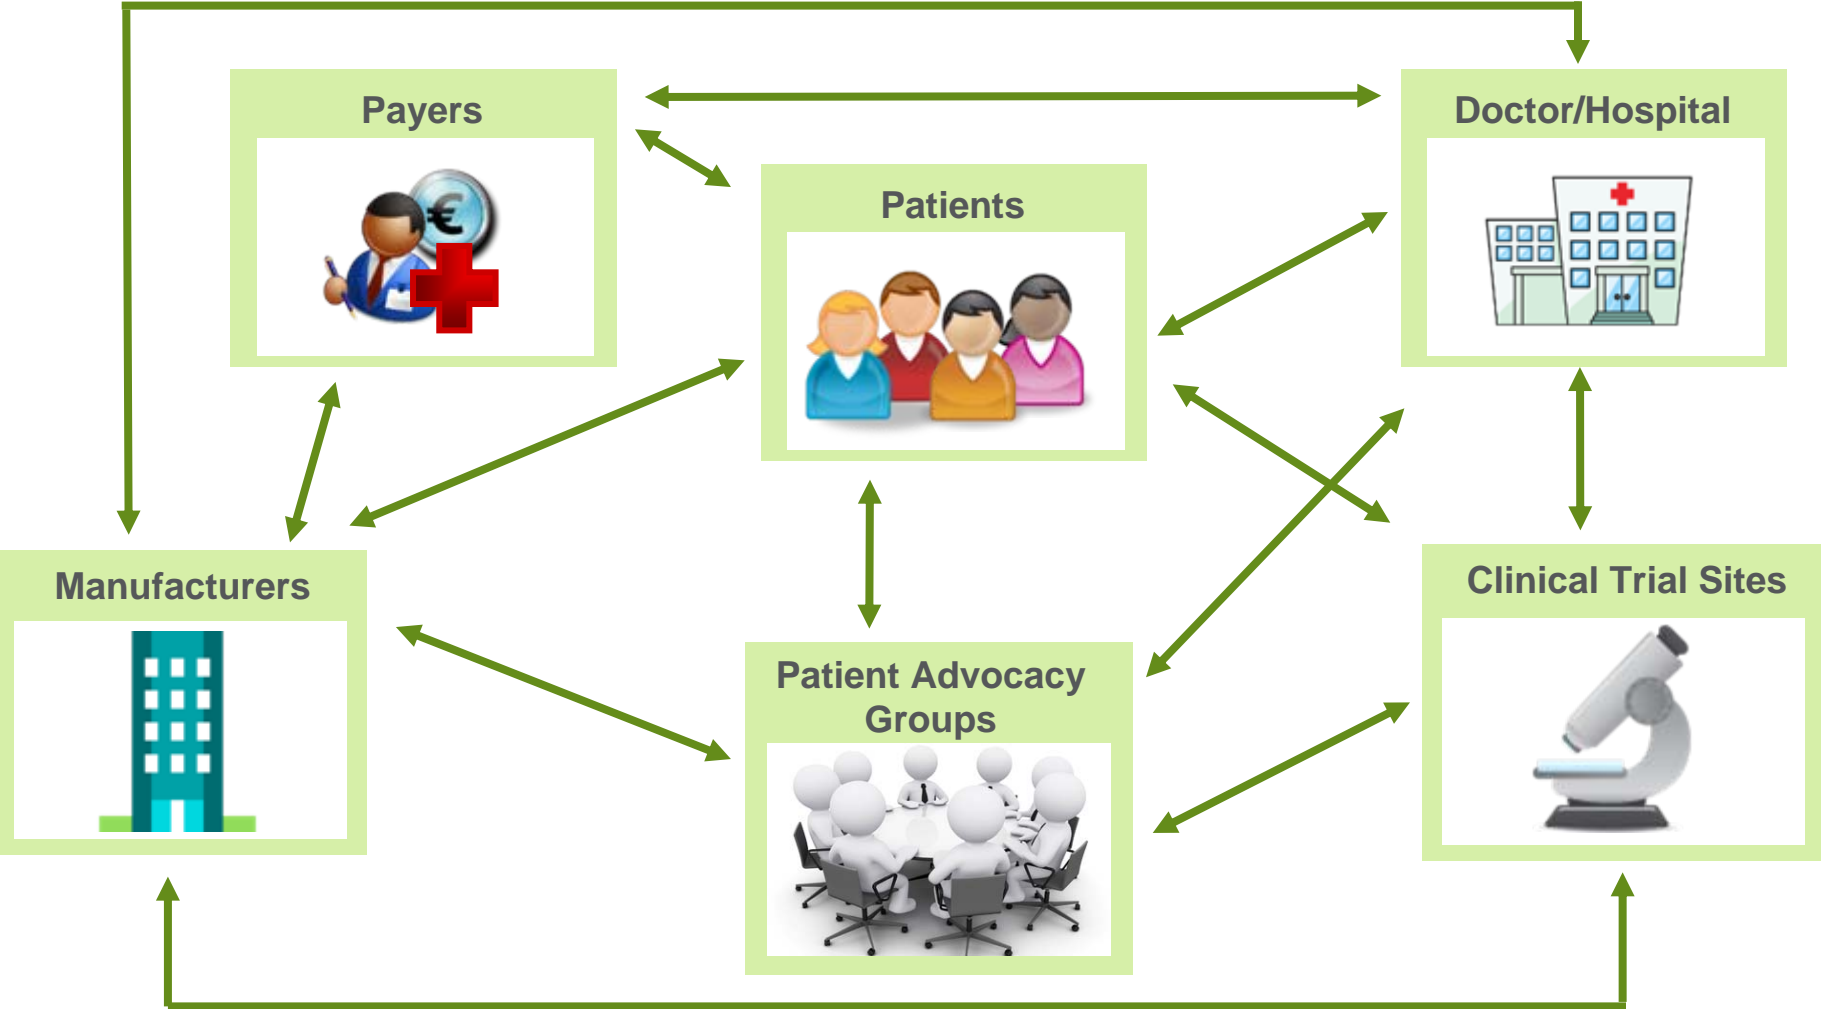 Payers
Doctor/Hospital
Patients
€
Manufacturers
Clinical Trial Sites
Patient Advocacy
Groups